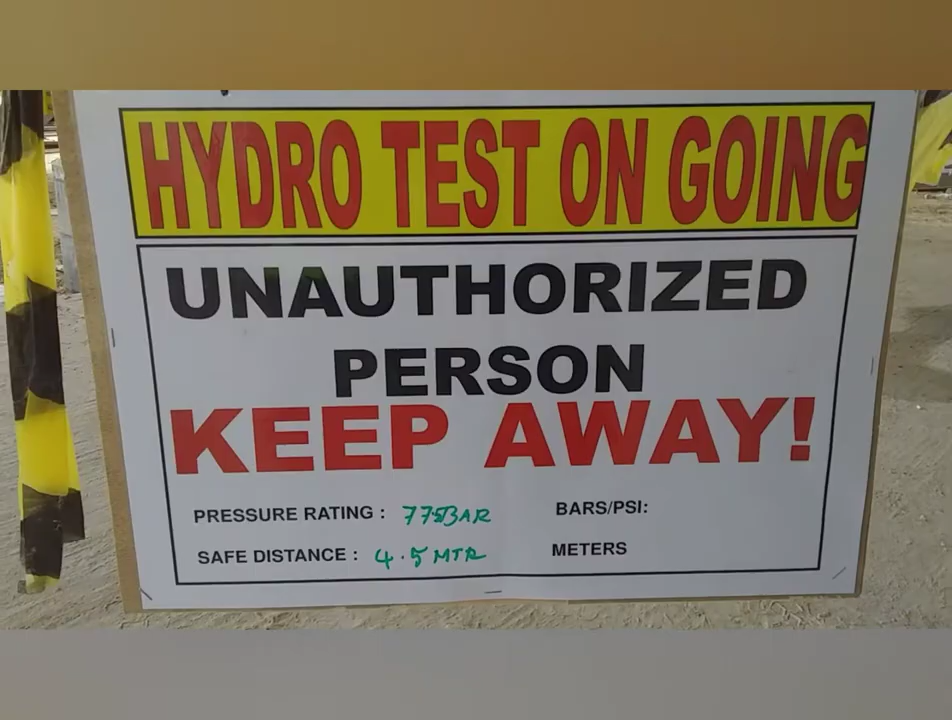 HYDRO TEST ON GOING
UNAUTHORIZED
PERSON
KEEP AWAY!
PRESSURE RATING : 775BAR BARS/PSI:
SAFE DISTANCE : 4.5 MTR METERS